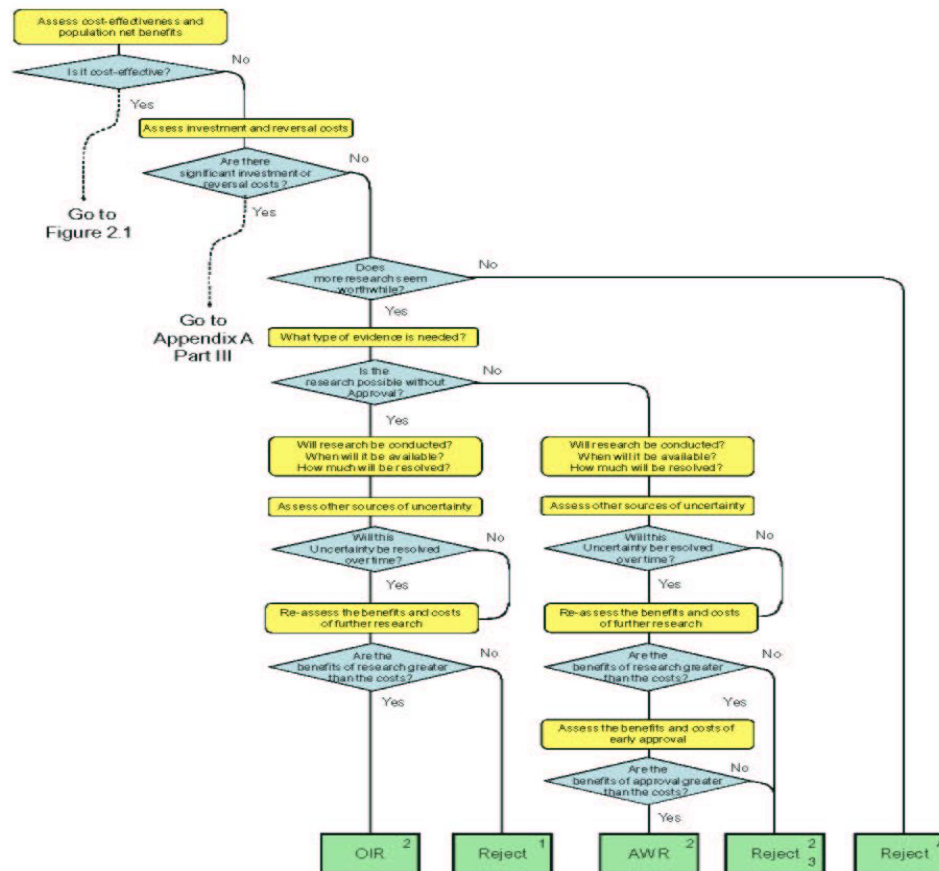 Assess cost-effectiveness and
population net benefits
Is it cost-effective?
No
Yes
Assess investment and reversal costs
Are there
significant investment or
reversal costs?
No
Yes
Go to
Figure 2.1
Does
more research seem
worthwhile?
No
Yes
Go to
Appendix A
Part III
What type of evidence is needed?
Is the
research possible without
Approval?
No
Yes
Will research be conducted?
When will it be available?
How much will be resolved?
Will research be conducted?
When will it be available?
How much will be resolved?
Assess other sources of uncertainty
Assess other sources of uncertainty
Will this
Uncertainty be resolved
over time?
No
Yes
Will this
Uncertainty be resolved
over time?
No
Yes
Re-assess the benefits and costs
of further research
Re-assess the benefits and costs
of further research
Are the
benefits of research greater
than the costs?
No
Yes
Are the
benefits of research greater
than the costs?
No
Yes
Assess the benefits and costs of
early approval
Are the
benefits of approval greater
than the costs?
No
Yes
OIR 2
Reject 1
AWR 2
Reject 2
3
Reject